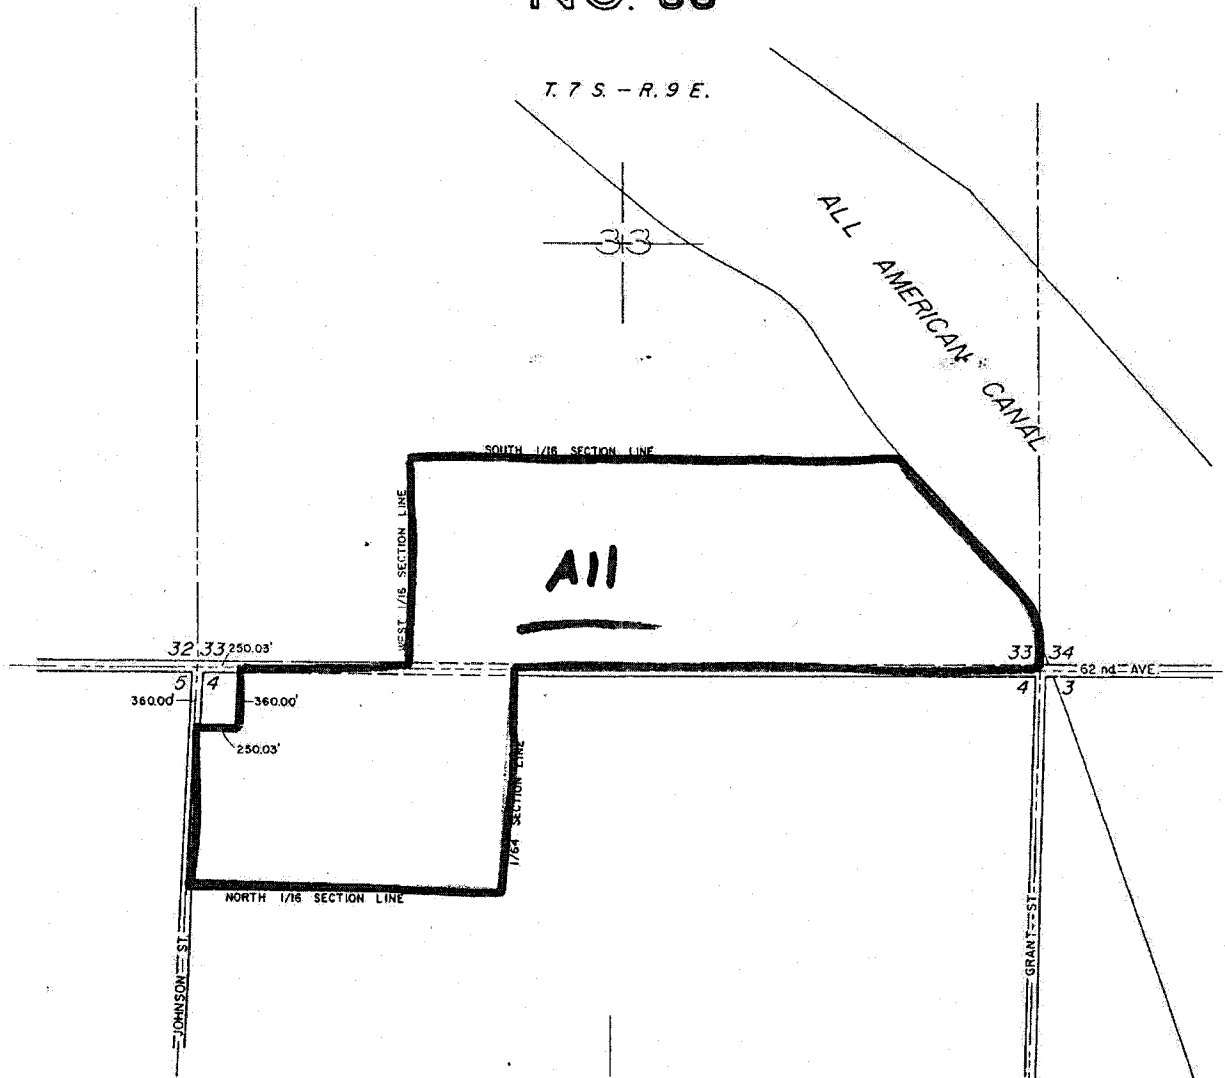 T. 7 S. – R. 9 E.
33
ALL AMERICAN CANAL
SOUTH 1/16 SECTION LINE
WEST 1/16 SECTION LINE
All
32 33
250.03'
33 34
62 nd AVE.
5 4
4 3
360.00'
360.00'
250.03'
1/64 SECTION LINE
NORTH 1/16 SECTION LINE
JOHNSON ST.
GRANT ST.